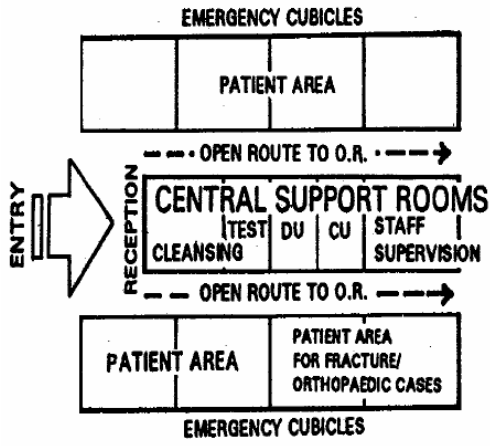 EMERGENCY CUBICLES
PATIENT AREA
OPEN ROUTE TO O.R.
ENTRY
RECEPTION
CENTRAL SUPPORT ROOMS
CLEANSING
TEST
DU
CU
STAFF
SUPERVISION
OPEN ROUTE TO O.R.
PATIENT AREA
PATIENT AREA
FOR FRACTURE/
ORTHOPAEDIC CASES
EMERGENCY CUBICLES